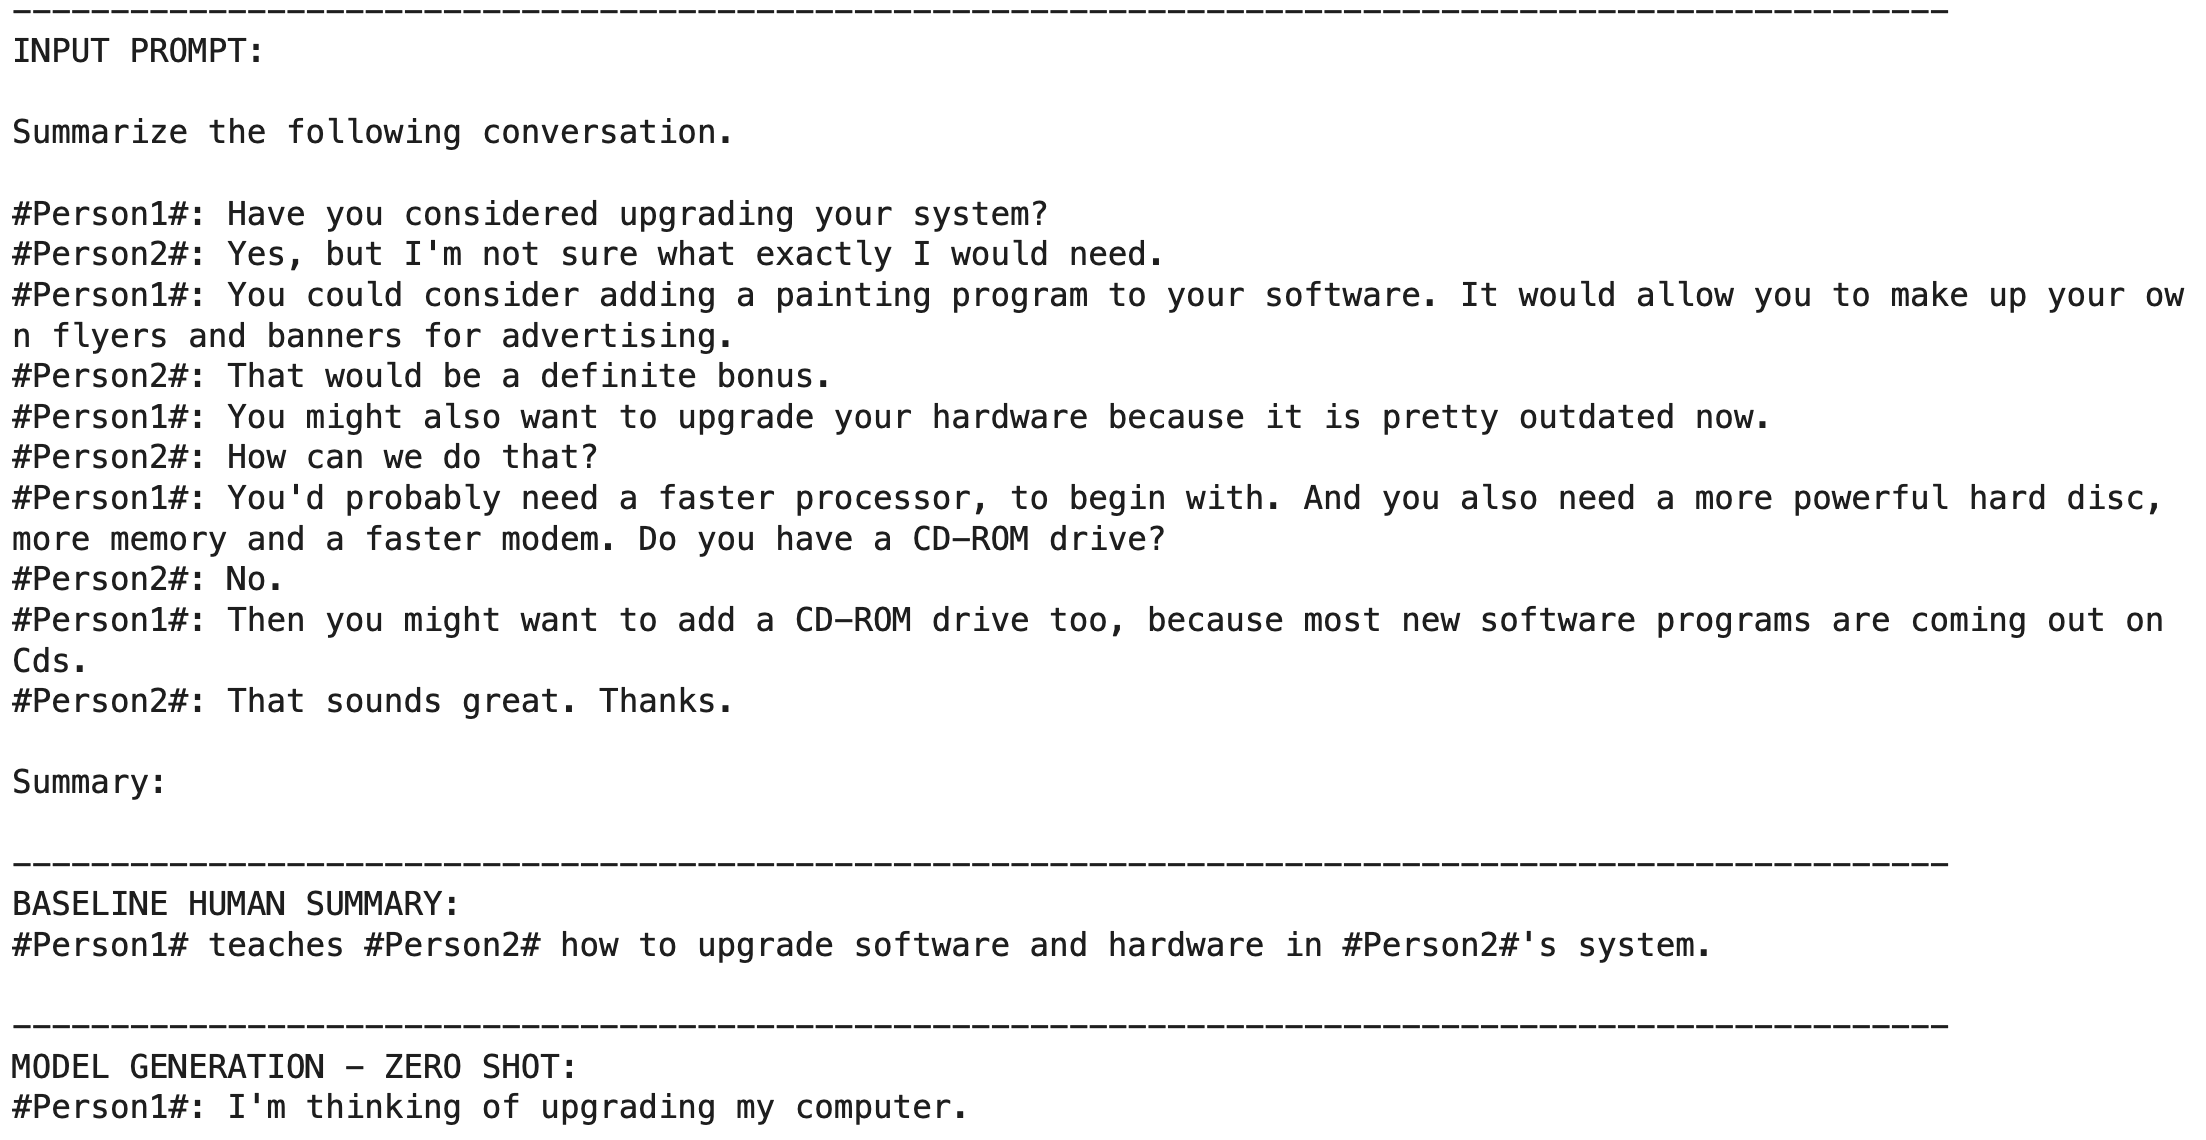 ---------------------------------------------------------------------------------------------------
INPUT PROMPT:
Summarize the following conversation.
#Person1#: Have you considered upgrading your system?
#Person2#: Yes, but I'm not sure what exactly I would need.
#Person1#: You could consider adding a painting program to your software. It would allow you to make up your ow
n flyers and banners for advertising.
#Person2#: That would be a definite bonus.
#Person1#: You might also want to upgrade your hardware because it is pretty outdated now.
#Person2#: How can we do that?
#Person1#: You'd probably need a faster processor, to begin with. And you also need a more powerful hard disc,
more memory and a faster modem. Do you have a CD-ROM drive?
#Person2#: No.
#Person1#: Then you might want to add a CD-ROM drive too, because most new software programs are coming out on
Cds.
#Person2#: That sounds great. Thanks.
Summary:
---------------------------------------------------------------------------------------------------
BASELINE HUMAN SUMMARY:
#Person1# teaches #Person2# how to upgrade software and hardware in #Person2#'s system.
---------------------------------------------------------------------------------------------------
MODEL GENERATION - ZERO SHOT:
#Person1#: I'm thinking of upgrading my computer.